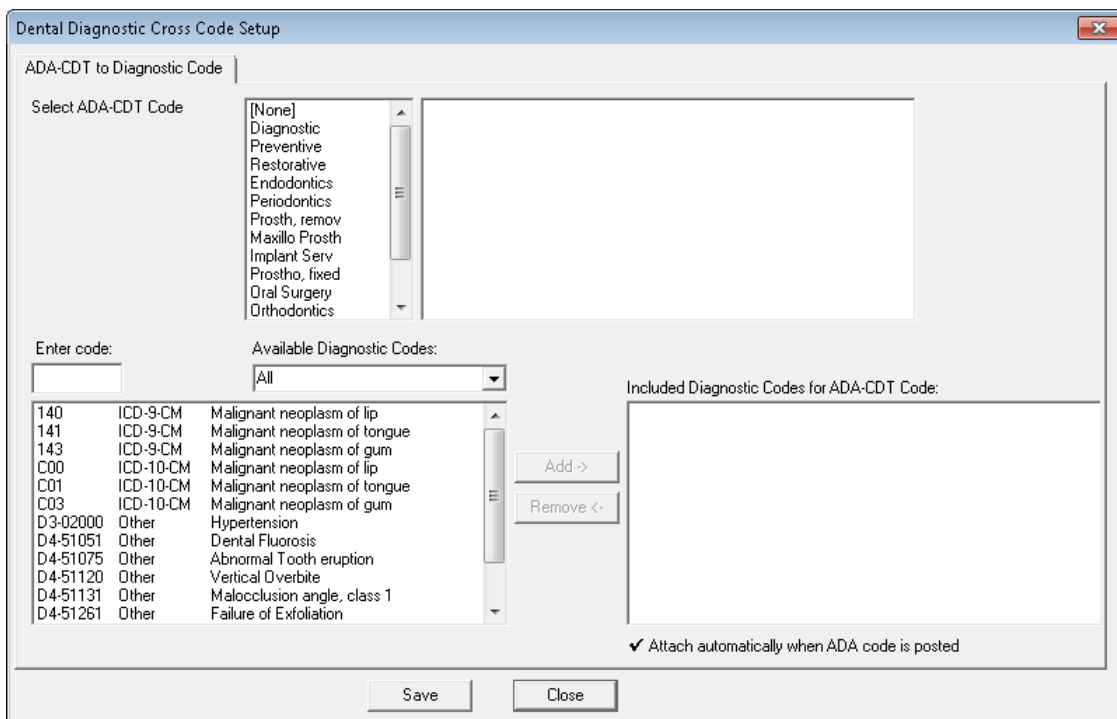 Dental Diagnostic Cross Code Setup
ADA-CDT to Diagnostic Code
Select ADA-CDT Code
[None]
Diagnostic
Preventive
Restorative
Endodontics
Periodontics
Prosth, remov
Maxillo Prosth
Implant Serv
Prostho, fixed
Oral Surgery
Orthodontics
Enter code:
Available Diagnostic Codes:
All
Included Diagnostic Codes for ADA-CDT Code:
140 ICD-9-CM Malignant neoplasm of lip
141 ICD-9-CM Malignant neoplasm of tongue
143 ICD-9-CM Malignant neoplasm of gum
C00 ICD-10-CM Malignant neoplasm of lip
C01 ICD-10-CM Malignant neoplasm of tongue
C03 ICD-10-CM Malignant neoplasm of gum
D3-02000 Other Hypertension
D4-51051 Other Dental Fluorosis
D4-51075 Other Abnormal Tooth eruption
D4-51120 Other Vertical Overbite
D4-51131 Other Malocclusion angle, class 1
D4-51261 Other Failure of Exfoliation
Add ->
Remove <-
Attach automatically when ADA code is posted
Save
Close